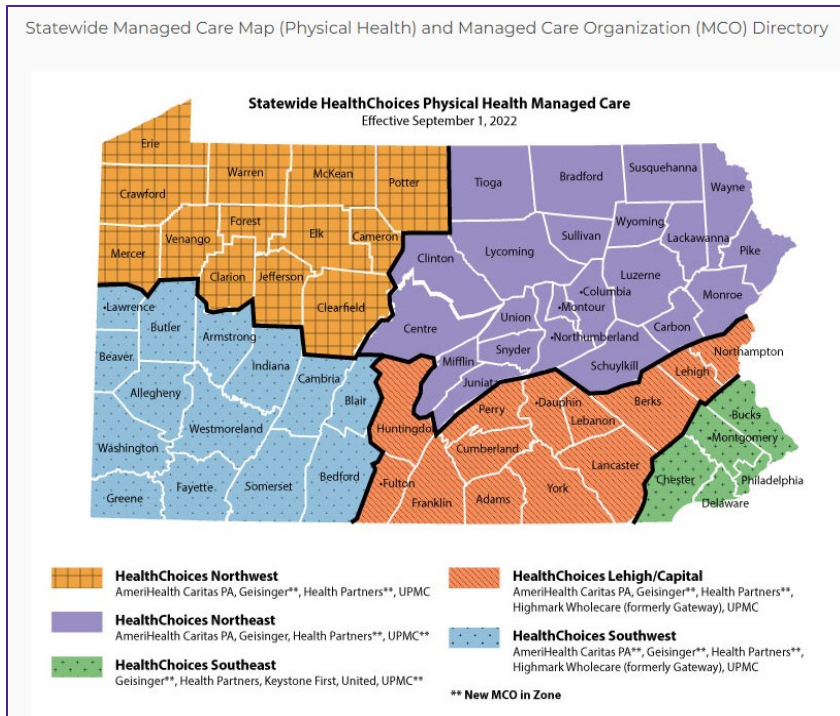 Statewide Managed Care Map (Physical Health) and Managed Care Organization (MCO) Directory
Statewide HealthChoices Physical Health Managed Care
Effective September 1, 2022
Erie
Warren
McKean
Potter
Crawford
Forest
Elk
Cameron
Mercer
Venango
Clarion
Jefferson
Clearfield
Tioga
Bradford
Susquehanna
Wayne
Wyoming
Lackawanna
Sullivan
Lycoming
Pike
Clinton
Luzerne
•Columbia
•Montour
Monroe
Centre
Union
•Northumberland
Carbon
Snyder
Mifflin
Schuylkill
Juniata
•Lawrence
Butler
Armstrong
Beaver
Indiana
Cambria
Blair
Allegheny
Westmoreland
Washington
Greene
Fayette
Somerset
Bedford
Northampton
Lehigh
Berks
•Dauphin
Perry
Lebanon
Huntingdo
Cumberland
Lancaster
•Fulton
Franklin
Adams
York
Bucks
•Montgomery
Philadelphia
Chester
Delaware
HealthChoices Northwest
AmeriHealth Caritas PA, Geisinger**, Health Partners**, UPMC
HealthChoices Northeast
AmeriHealth Caritas PA, Geisinger, Health Partners**, UPMC**
HealthChoices Southeast
Geisinger**, Health Partners, Keystone First, United, UPMC**
HealthChoices Lehigh/Capital
AmeriHealth Caritas PA, Geisinger**, Health Partners**,
Highmark Wholecare (formerly Gateway), UPMC
HealthChoices Southwest
AmeriHealth Caritas PA**, Geisinger**, Health Partners**,
Highmark Wholecare (formerly Gateway), UPMC
** New MCO in Zone